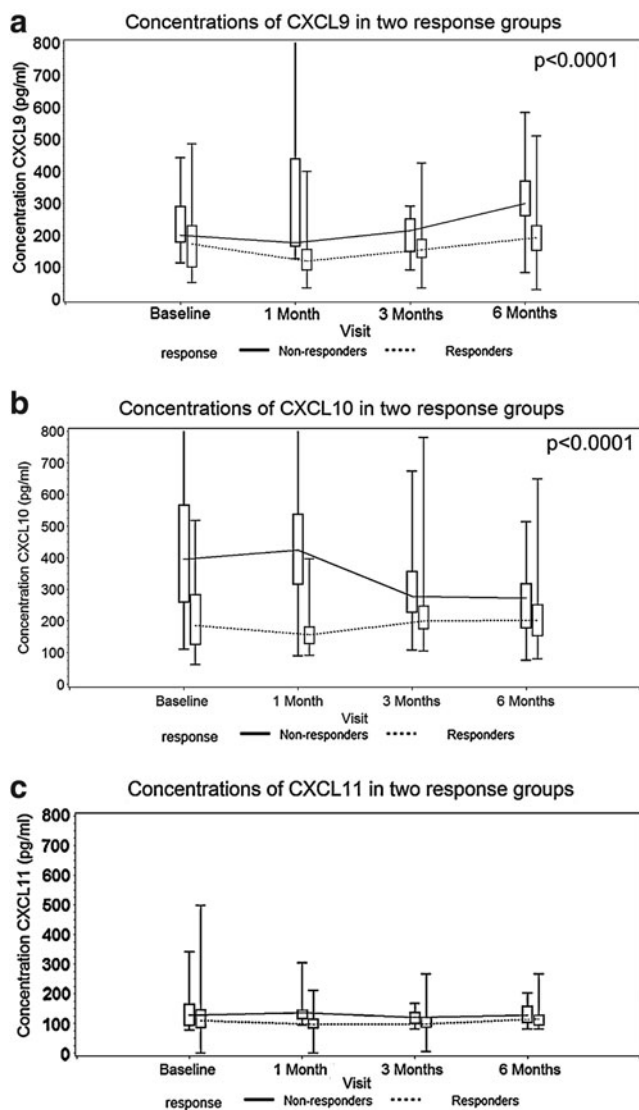 a
Concentrations of CXCL9 in two response groups
p<0.0001
Concentration CXCL9 (pg/ml)
800
700
600
500
400
300
200
100
0
Baseline 1 Month 3 Months 6 Months
Visit
response Non-responders Responders
b
Concentrations of CXCL10 in two response groups
p<0.0001
Concentration CXCL10 (pg/ml)
800
700
600
500
400
300
200
100
0
Baseline 1 Month 3 Months 6 Months
Visit
response Non-responders Responders
c
Concentrations of CXCL11 in two response groups
Concentration CXCL11 (pg/ml)
800
700
600
500
400
300
200
100
0
Baseline 1 Month 3 Months 6 Months
Visit
response Non-responders Responders